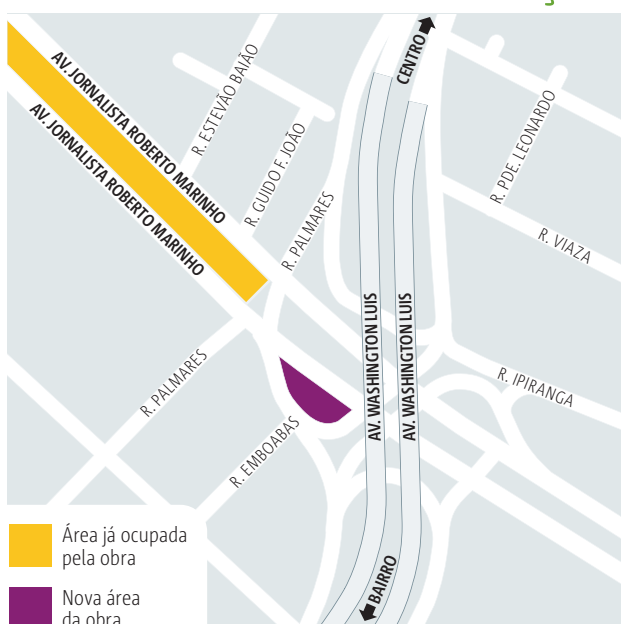 CENTRO
AV. JORNALISTA ROBERTO MARINHO
AV. JORNALISTA ROBERTO MARINHO
R. ESTEVÃO BAIÃO
R. GUIDO F. JOÃO
R. PALMARES
R. PDE. LEONARDO
R. VIAZA
AV. WASHINGTON LUIS
AV. WASHINGTON LUIS
R. PALMARES
R. IPIRANGA
R. EMBOABAS
BAIRRO
Área já ocupada
pela obra
Nova área
da obra